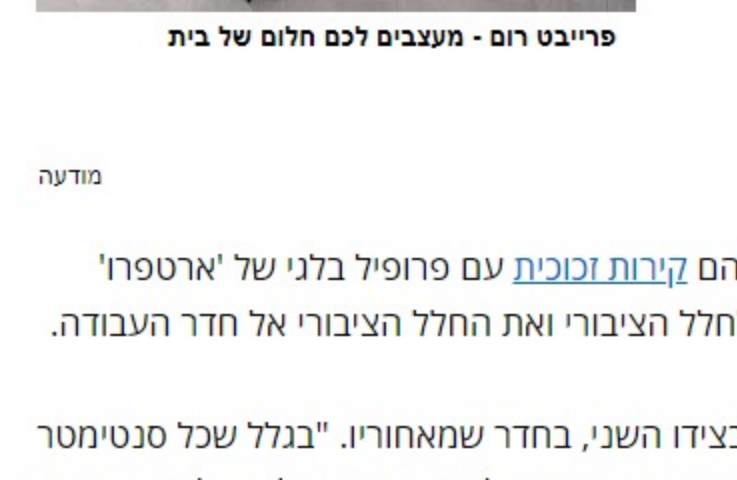 פרייבט רום - מעצבים לכם חלום של בית
מודעה
הם קירות זכוכית עם פרופיל בלגי של 'ארטפרו'
לחלל הציבורי ואת החלל הציבורי אל חדר העבודה.
בצידו השני, בחדר שמאחוריו. "בגלל שכל סנטימטר